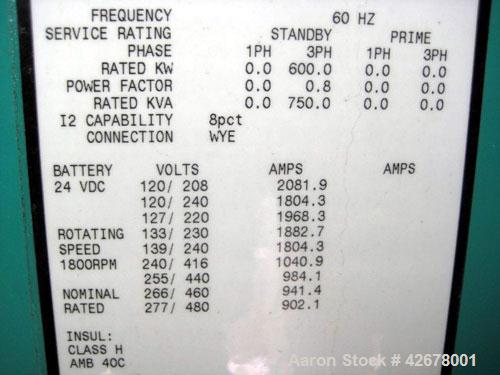 FREQUENCY 60 HZ
SERVICE RATING STANDBY PRIME
PHASE 1PH 3PH 1PH 3PH
RATED KW 0.0 600.0 0.0 0.0
POWER FACTOR 0.0 0.8 0.0 0.0
RATED KVA 0.0 750.0 0.0 0.0
I2 CAPABILITY 8pct
CONNECTION WYE
BATTERY VOLTS AMPS AMPS
24 VDC 120/ 208 2081.9
120/ 240 1804.3
127/ 220 1968.3
ROTATING 133/ 230 1882.7
SPEED 139/ 240 1804.3
1800RPM 240/ 416 1040.9
255/ 440 984.1
NOMINAL 266/ 460 941.4
RATED 277/ 480 902.1
INSUL:
CLASS H
AMB 40C
Aaron Stock # 42678001